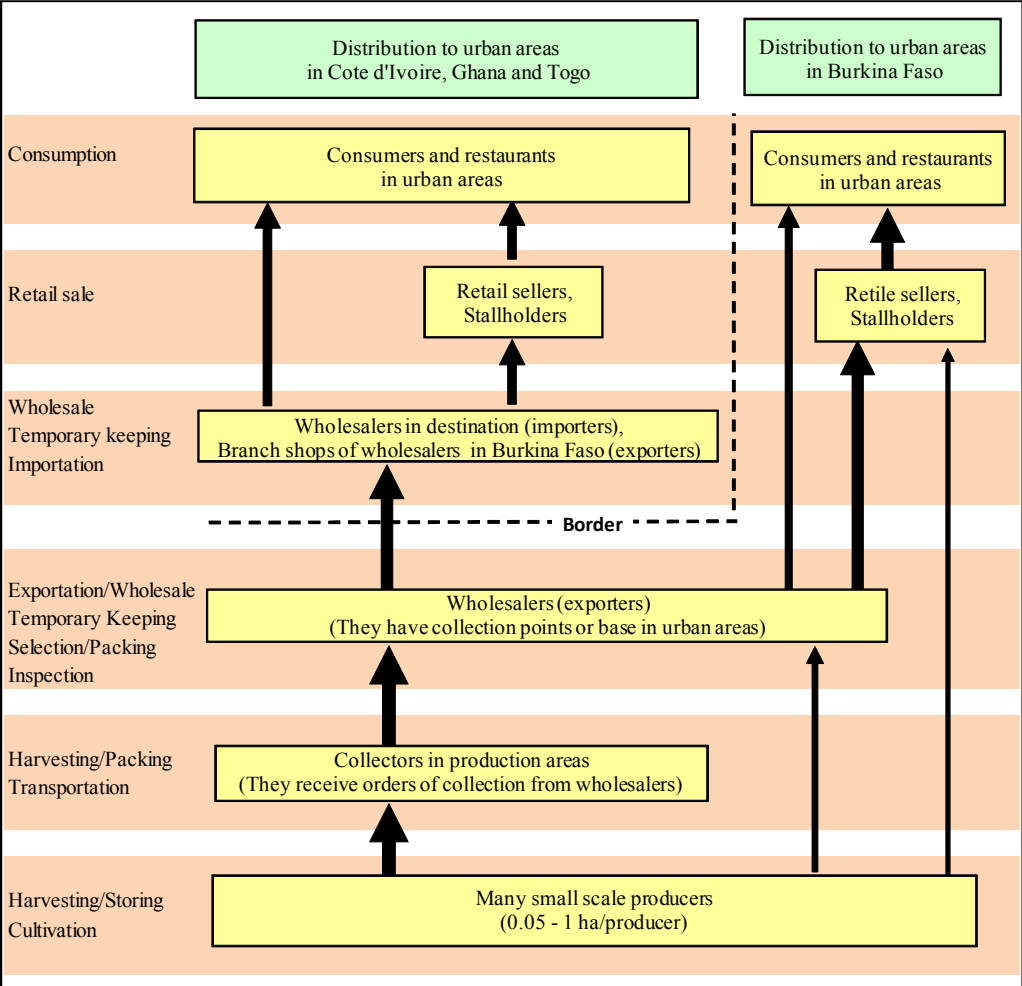 Distribution to urban areas
in Cote d'Ivoire, Ghana and Togo
Distribution to urban areas
in Burkina Faso
Consumption
Consumers and restaurants
in urban areas
Consumers and restaurants
in urban areas
Retail sale
Retail sellers,
Stallholders
Retile sellers,
Stallholders
Wholesale
Temporary keeping
Importation
Wholesalers in destination (importers),
Branch shops of wholesalers in Burkina Faso (exporters)
Border
Exportation/Wholesale
Temporary Keeping
Selection/Packing
Inspection
Wholesalers (exporters)
(They have collection points or base in urban areas)
Harvesting/Packing
Transportation
Collectors in production areas
(They receive orders of collection from wholesalers)
Harvesting/Storing
Cultivation
Many small scale producers
(0.05 - 1 ha/producer)